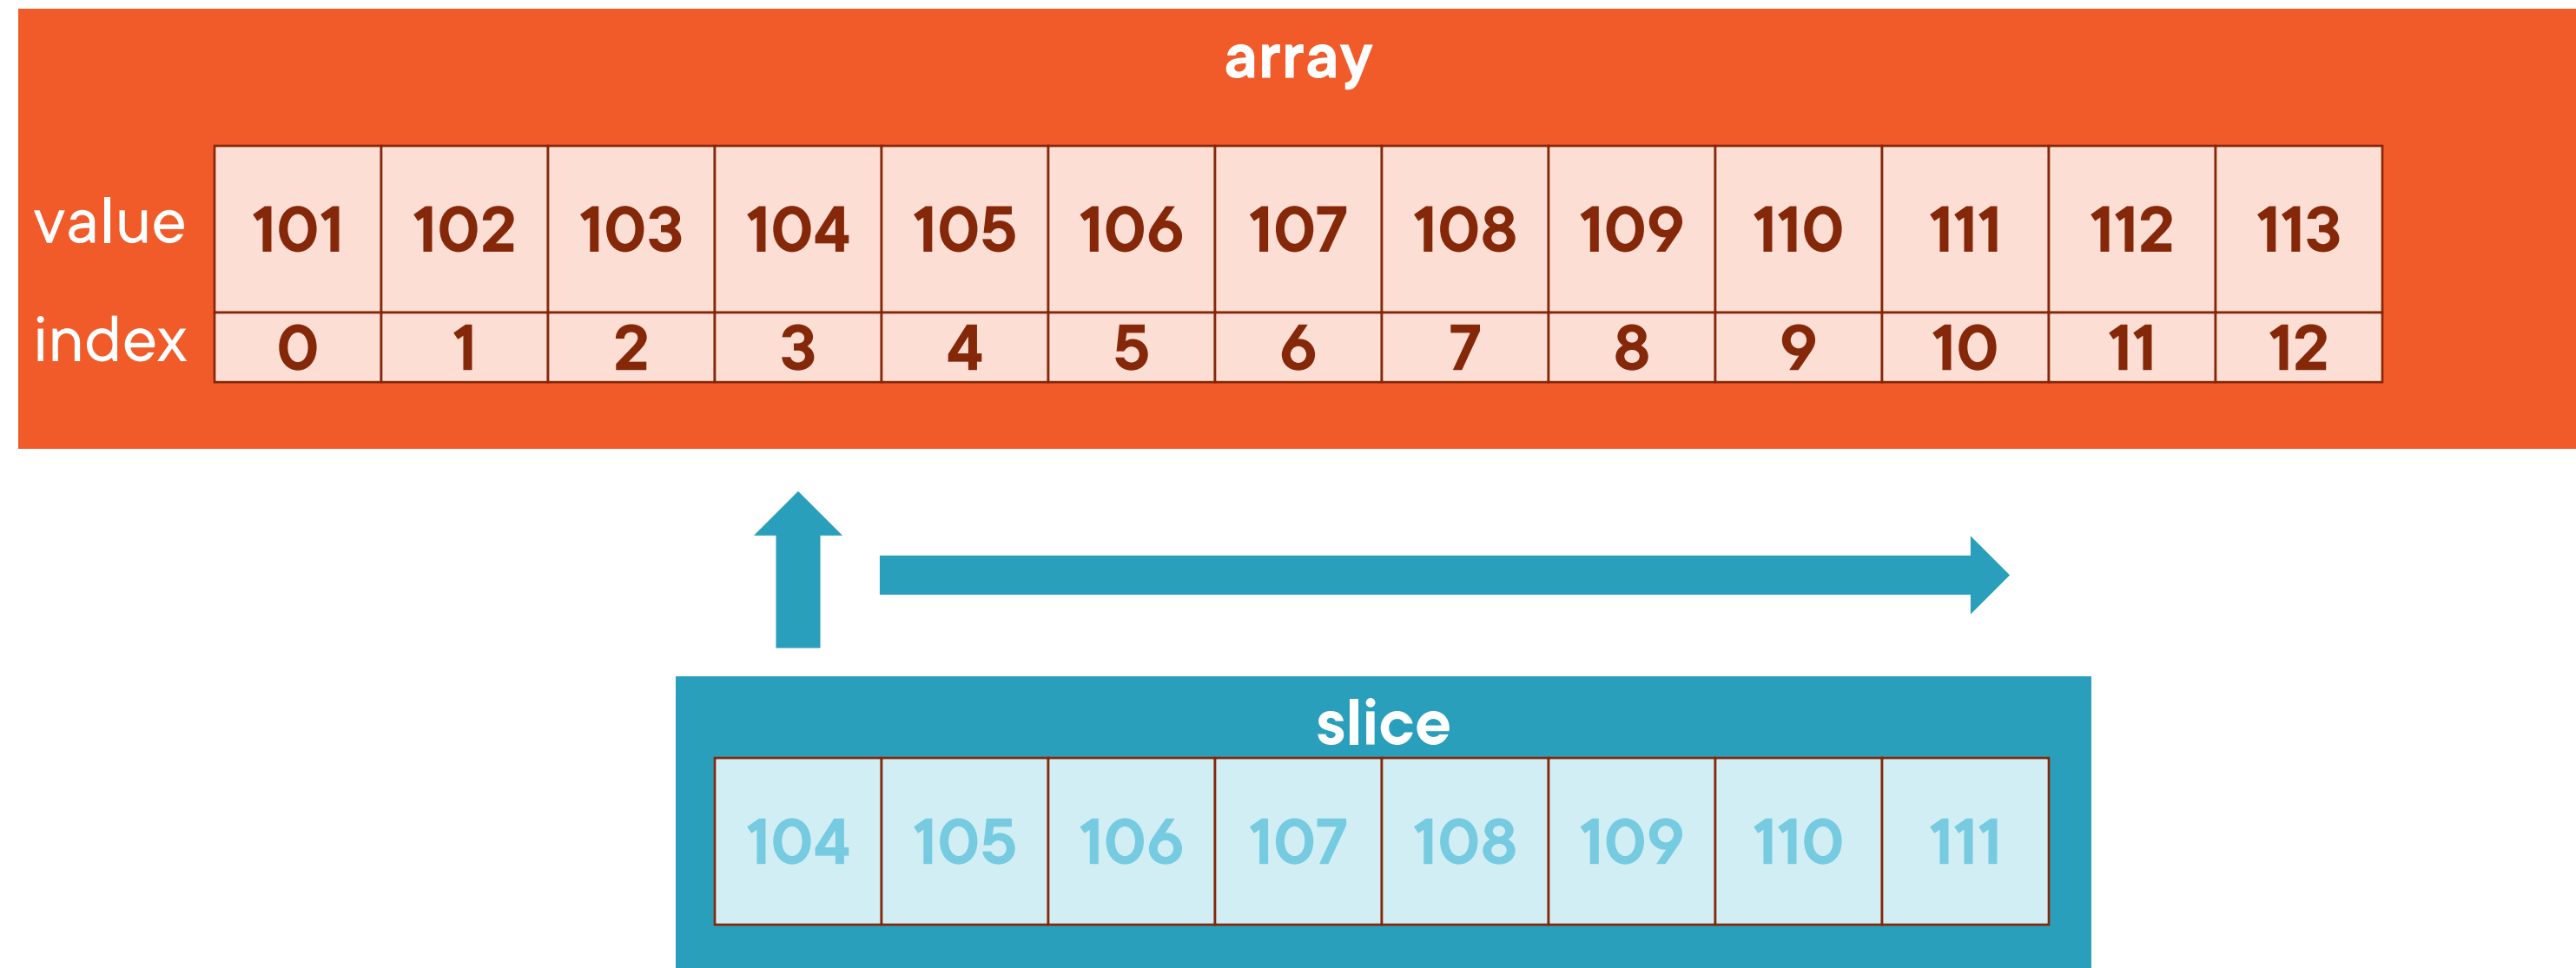 array
value 101 102 103 104 105 106 107 108 109 110 111 112 113
index 0 1 2 3 4 5 6 7 8 9 10 11 12
slice
104 105 106 107 108 109 110 111